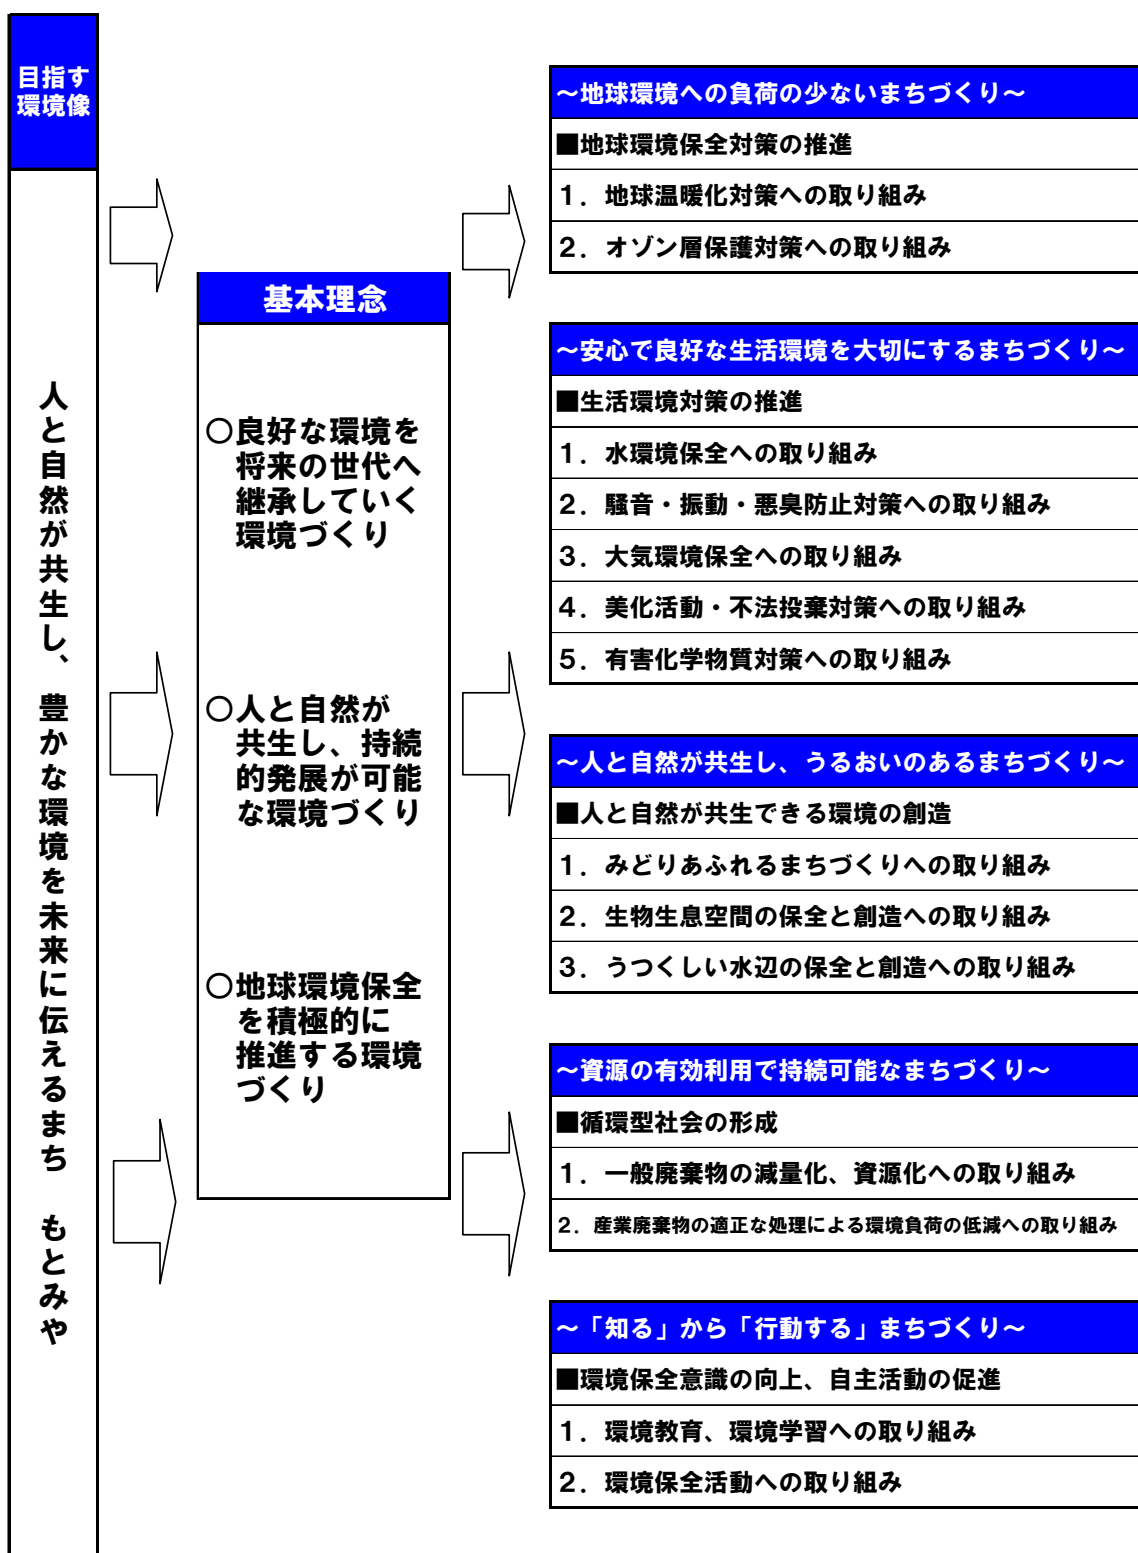 目指す
環境像
人と自然が共生し、豊かな環境を未来に伝えるまち　もとみや
基本理念
○良好な環境を
将来の世代へ
継承していく
環境づくり
○人と自然が
共生し、持続
的発展が可能
な環境づくり
○地球環境保全
を積極的に
推進する環境
づくり
～地球環境への負荷の少ないまちづくり～
■地球環境保全対策の推進
１．地球温暖化対策への取り組み
２．オゾン層保護対策への取り組み
～安心で良好な生活環境を大切にするまちづくり～
■生活環境対策の推進
１．水環境保全への取り組み
２．騒音・振動・悪臭防止対策への取り組み
３．大気環境保全への取り組み
４．美化活動・不法投棄対策への取り組み
５．有害化学物質対策への取り組み
～人と自然が共生し、うるおいのあるまちづくり～
■人と自然が共生できる環境の創造
１．みどりあふれるまちづくりへの取り組み
２．生物生息空間の保全と創造への取り組み
３．うつくしい水辺の保全と創造への取り組み
～資源の有効利用で持続可能なまちづくり～
■循環型社会の形成
１．一般廃棄物の減量化、資源化への取り組み
２．産業廃棄物の適正な処理による環境負荷の低減への取り組み
～「知る」から「行動する」まちづくり～
■環境保全意識の向上、自主活動の促進
１．環境教育、環境学習への取り組み
２．環境保全活動への取り組み